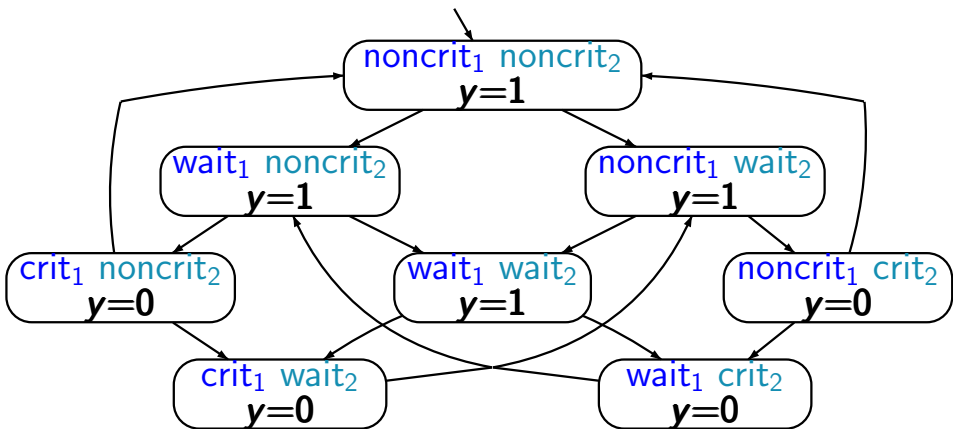 noncrit₁ noncrit₂
y=1
wait₁ noncrit₂
y=1
noncrit₁ wait₂
y=1
crit₁ noncrit₂
y=0
wait₁ wait₂
y=1
noncrit₁ crit₂
y=0
crit₁ wait₂
y=0
wait₁ crit₂
y=0